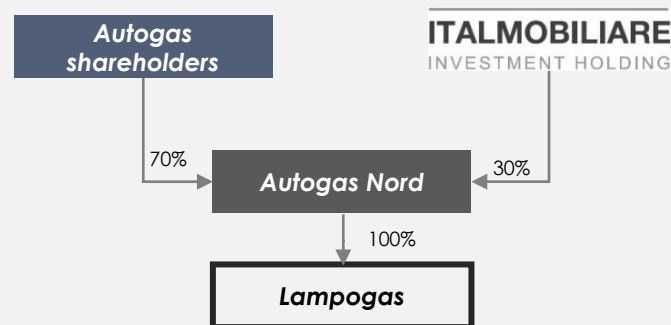 Autogas
shareholders
ITALMOBILIARE
INVESTMENT HOLDING
70%
30%
Autogas Nord
100%
Lampogas